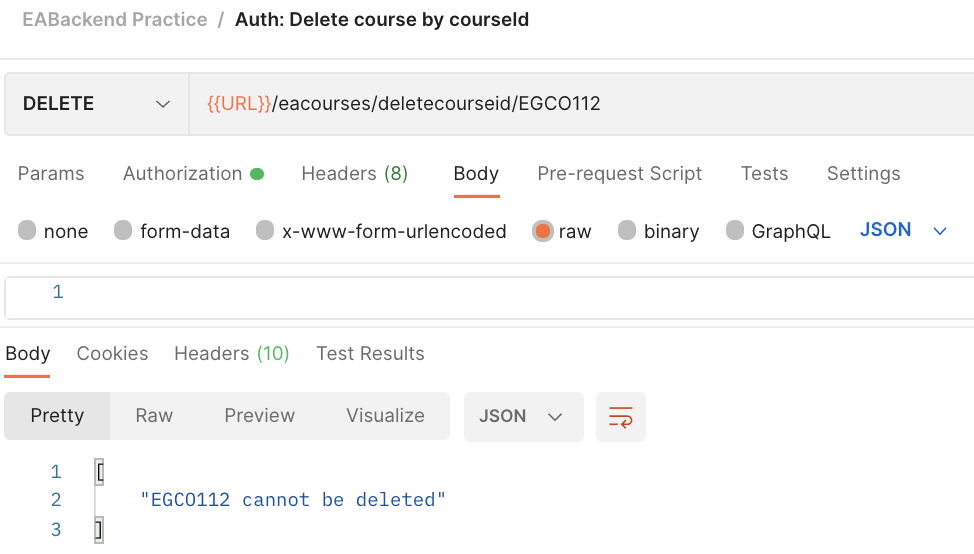 EABackend Practice / Auth: Delete course by courseId
DELETE {{URL}}/eacourses/deletecourseid/EGCO112
Params Authorization Headers (8) Body Pre-request Script Tests Settings
none form-data x-www-form-urlencoded raw binary GraphQL JSON
1
Body Cookies Headers (10) Test Results
Pretty Raw Preview Visualize JSON
1 [
2 "EGCO112 cannot be deleted"
3 ]